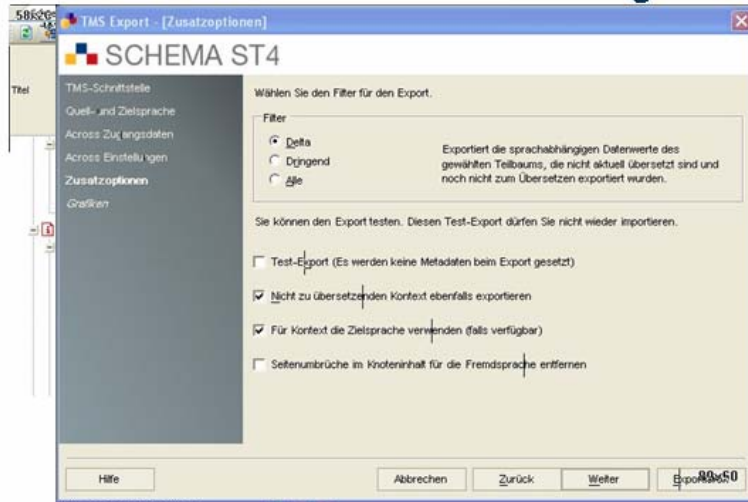 TMS Export - [Zusatzoptionen]
SCHEMA ST4
Titel
TMS-Schnittstelle
Quell- und Zielsprache
Across Zugangsdaten
Across Einstellungen
Zusatzoptionen
Grafiken
Wählen Sie den Filter für den Export.
Filter
Delta
Dringend
Alle
Exportiert die sprachabhängigen Datenwerte des
gewählten Teilbaums, die nicht aktuell übersetzt sind und
noch nicht zum Übersetzen exportiert wurden.
Sie können den Export testen. Diesen Test-Export dürfen Sie nicht wieder importieren.
Test-Export (Es werden keine Metadaten beim Export gesetzt)
Nicht zu übersetzenden Kontext ebenfalls exportieren
Für Kontext die Zielsprache verwenden (falls verfügbar)
Seitenumbrüche im Knoteninhalt für die Fremdsprache entfernen
Hilfe
Abbrechen
Zurück
Weiter